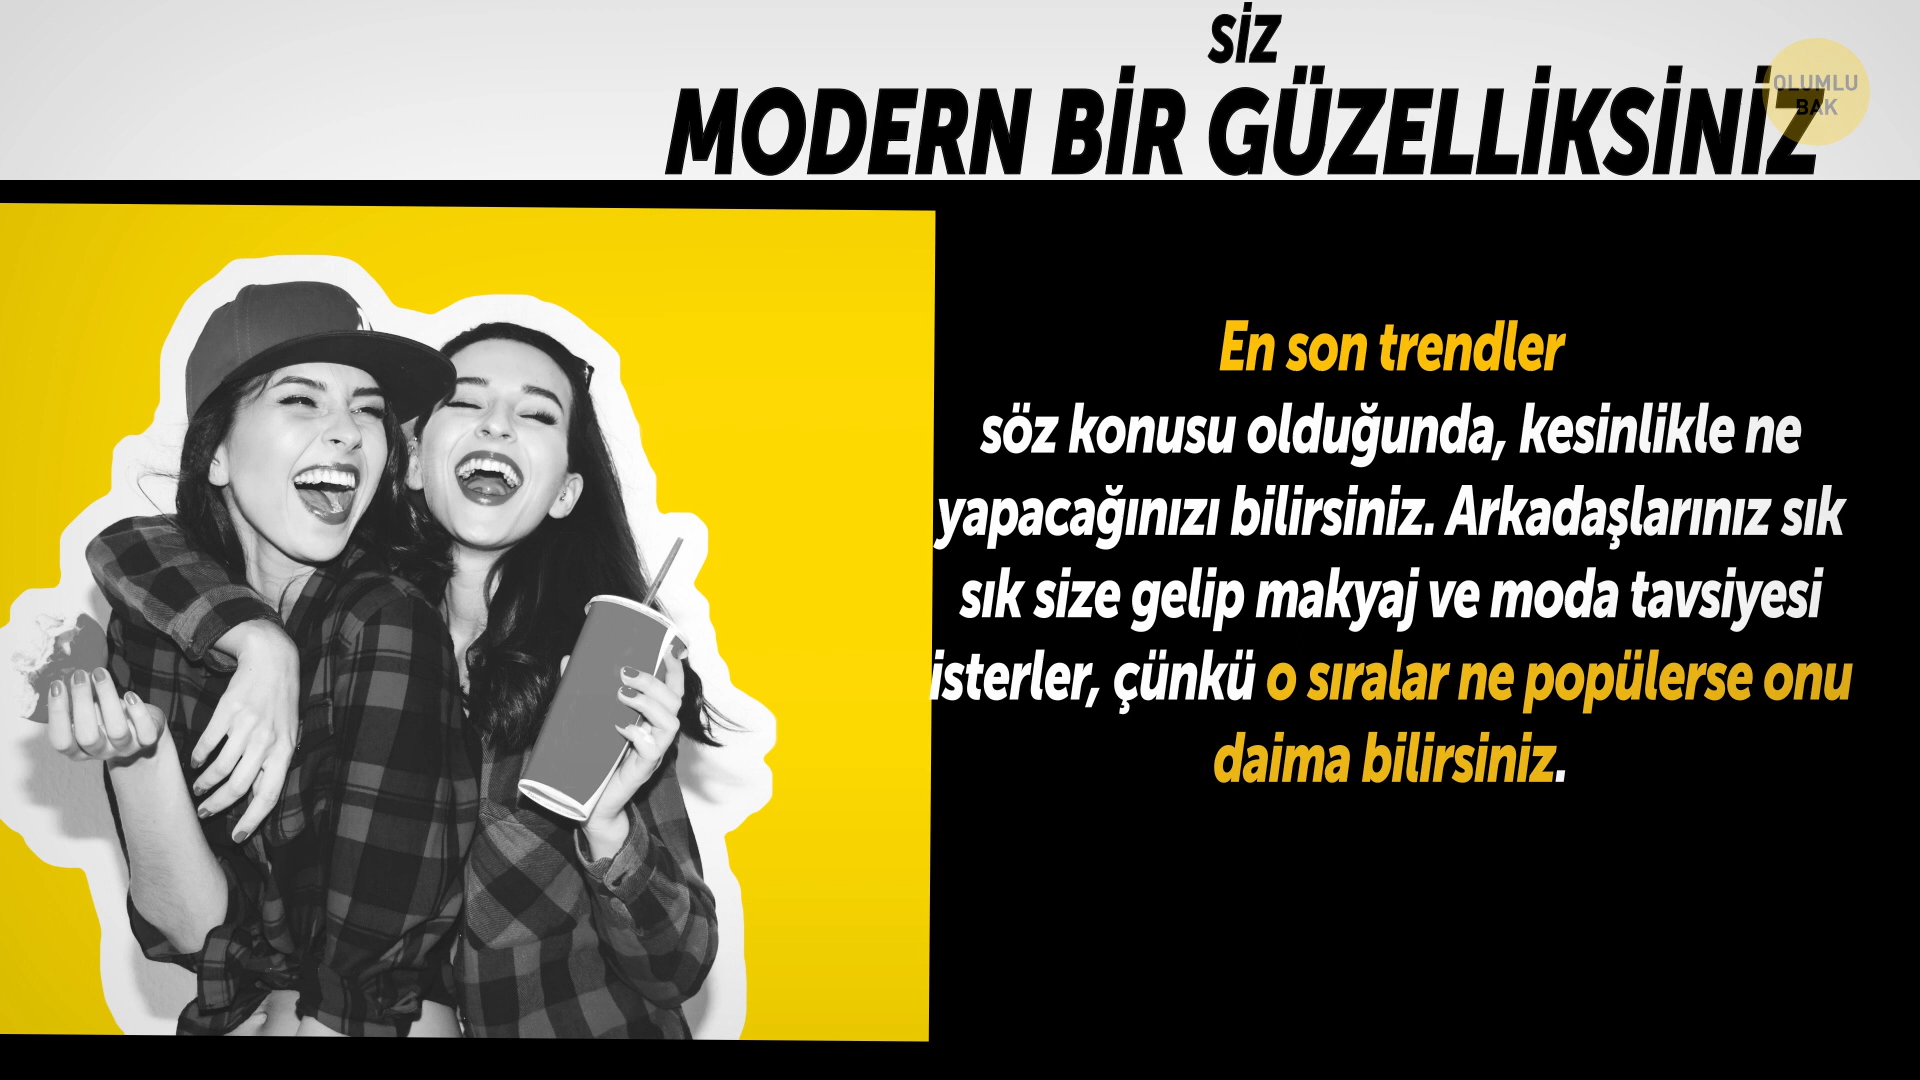 SİZ
MODERN BİR GÜZELLİKSİNİZ
OLUMLU
BAK
En son trendler
söz konusu olduğunda, kesinlikle ne
yapacağınızı bilirsiniz. Arkadaşlarınız sık
sık size gelip makyaj ve moda tavsiyesi
isterler, çünkü o sıralar ne popülerse onu
daima bilirsiniz.